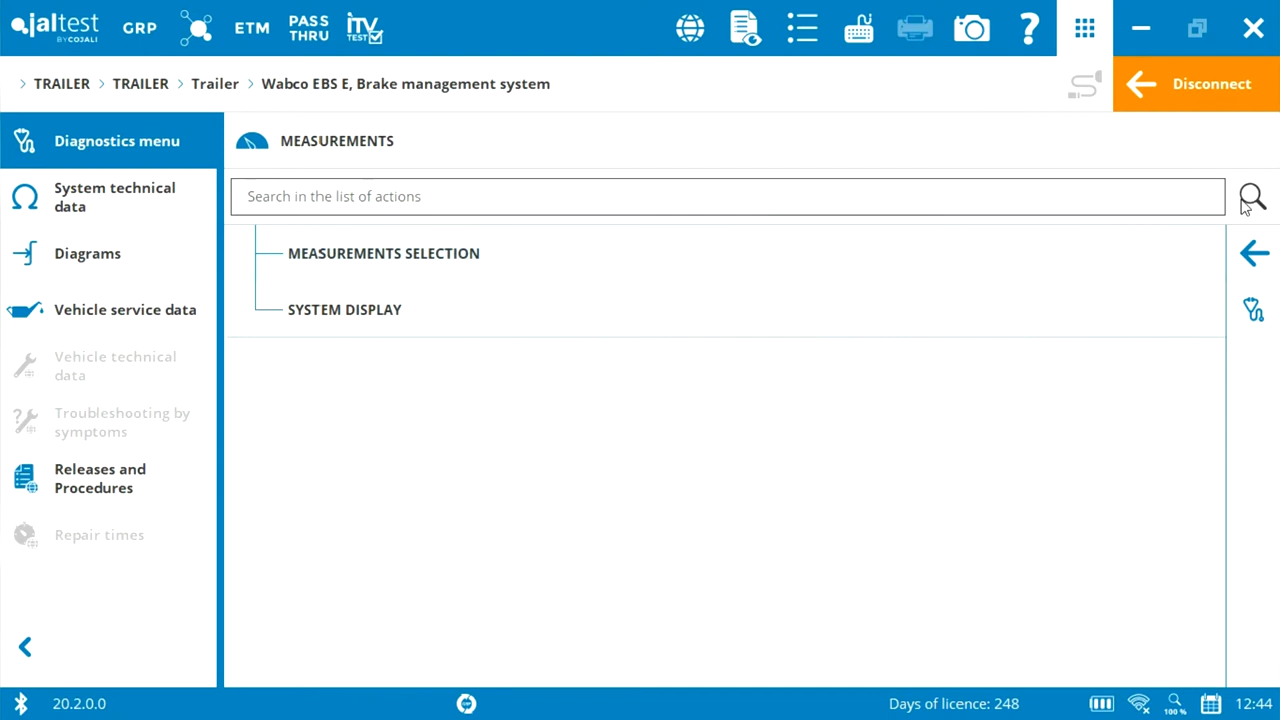 jaltest
BY COJALI
GRP
ETM
PASS
THRU
iTV
TEST
?
> TRAILER > TRAILER > Trailer > Wabco EBS E, Brake management system
Disconnect
Diagnostics menu
MEASUREMENTS
System technical
data
Search in the list of actions
Diagrams
MEASUREMENTS SELECTION
Vehicle service data
SYSTEM DISPLAY
Vehicle technical
data
Troubleshooting by
symptoms
Releases and
Procedures
Repair times
20.2.0.0
Days of licence: 248
100 %
12:44